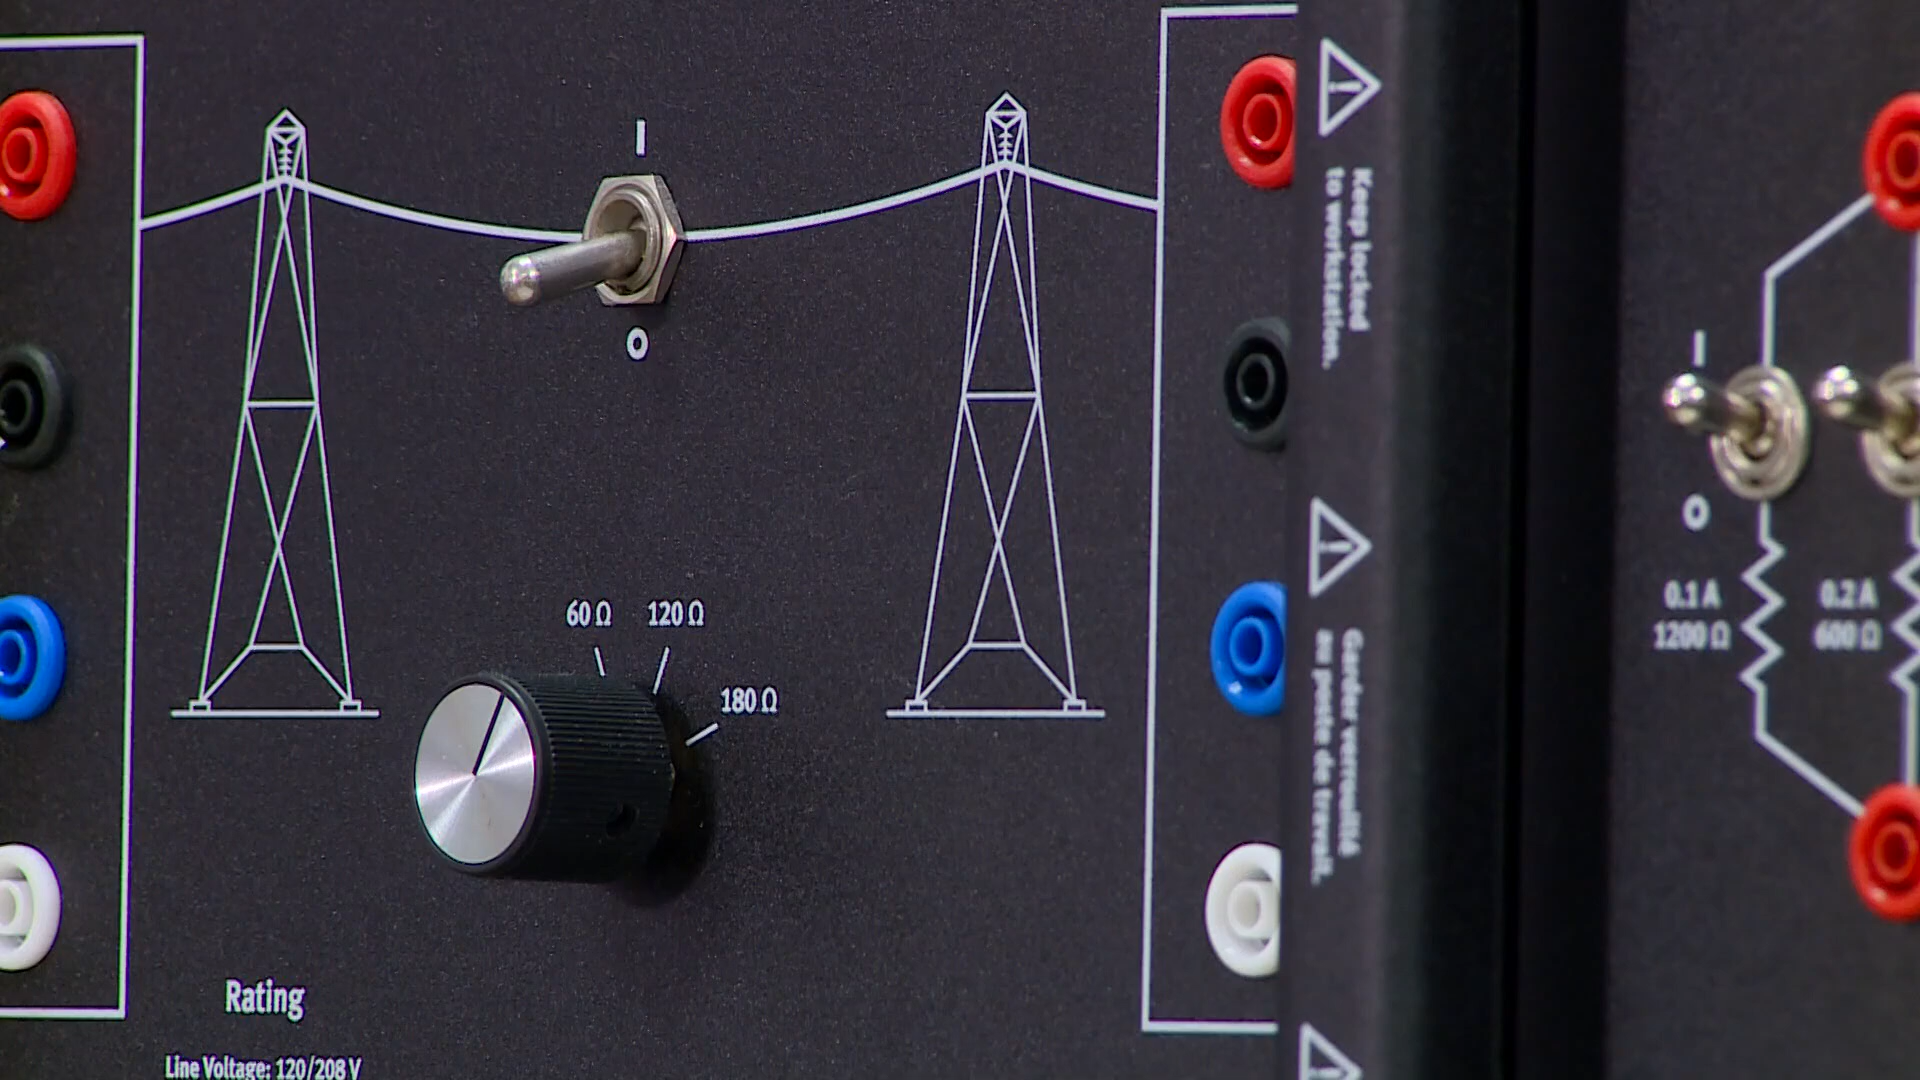 I
O
60 Ω
120 Ω
180 Ω
Rating
Line Voltage: 120/208 V
Keep locked
to workstation.
Garder verrouillé
au poste de travail.
I
O
0.1 A
1200 Ω
0.2 A
600 Ω